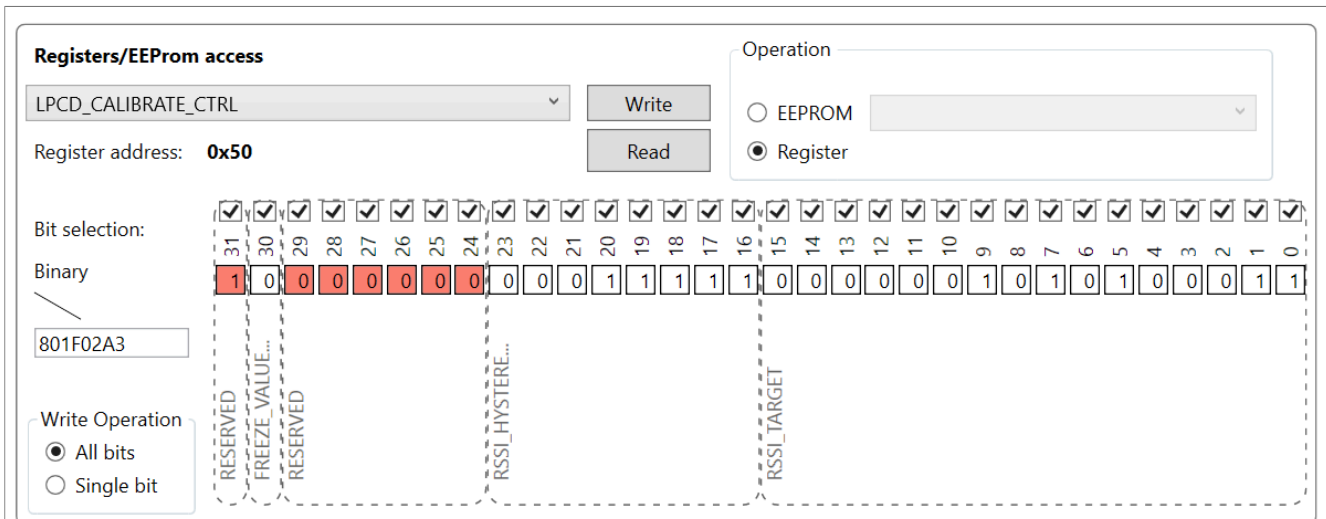 Registers/EEProm access
Operation
LPCD_CALIBRATE_CTRL
Write
EEPROM
Register address: 0x50
Read
Register
Bit selection:
31 30 29 28 27 26 25 24 23 22 21 20 19 18 17 16 15 14 13 12 11 10 9 8 7 6 5 4 3 2 1 0
Binary
1 0 0 0 0 0 0 0 0 0 0 1 1 1 1 1 0 0 0 0 0 0 1 0 1 0 1 0 0 0 1 1
801F02A3
RESERVED
FREEZE_VALUE...
RESERVED
RSSI_HYSTERE...
RSSI_TARGET
Write Operation
All bits
Single bit